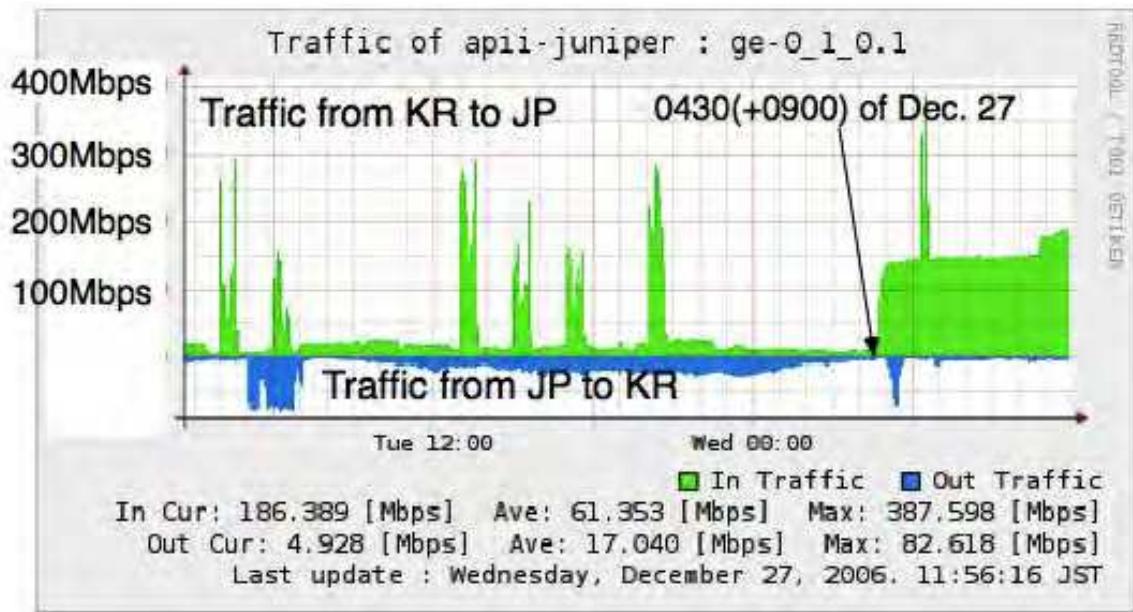 Traffic of apii-juniper : ge-0_1_0.1
400Mbps
Traffic from KR to JP
0430(+0900) of Dec. 27
300Mbps
200Mbps
100Mbps
Traffic from JP to KR
Tue 12:00 Wed 00:00
In Traffic Out Traffic
In Cur: 186.389 [Mbps] Ave: 61.353 [Mbps] Max: 387.598 [Mbps]
Out Cur: 4.928 [Mbps] Ave: 17.040 [Mbps] Max: 82.618 [Mbps]
Last update : Wednesday, December 27, 2006. 11:56:16 JST
RRDTOOL / TOBI OETIKER